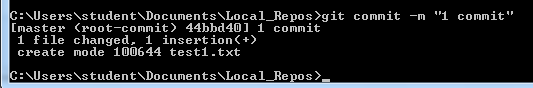 C:\Users\student\Documents\Local_Repos>git commit -m "1 commit"
[master (root-commit) 44bbd40] 1 commit
 1 file changed, 1 insertion(+)
 create mode 100644 test1.txt
C:\Users\student\Documents\Local_Repos>_